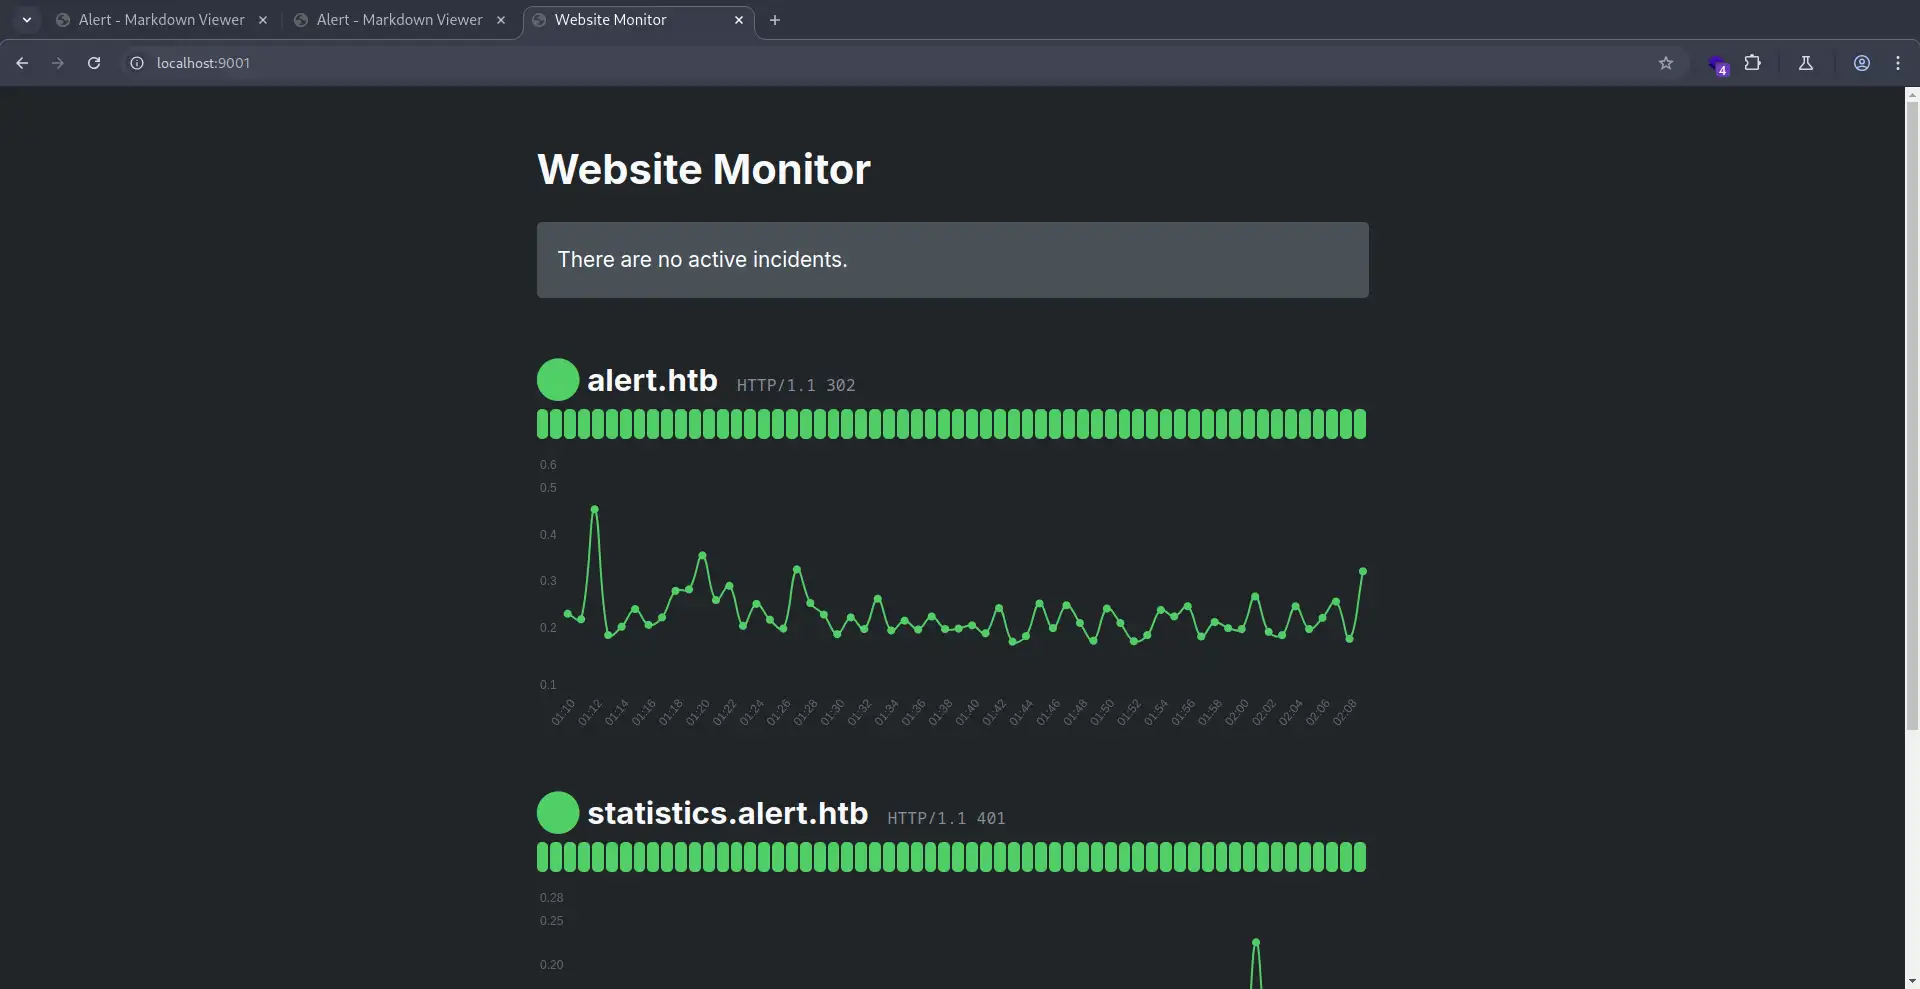 Alert - Markdown Viewer
Alert - Markdown Viewer
Website Monitor
localhost:9001
4
Website Monitor
There are no active incidents.
alert.htb HTTP/1.1 302
0.6
0.5
0.4
0.3
0.2
0.1
01:10 01:12 01:14 01:16 01:18 01:20 01:22 01:24 01:26 01:28 01:30 01:32 01:34 01:36 01:38 01:40 01:42 01:44 01:46 01:48 01:50 01:52 01:54 01:56 01:58 02:00 02:02 02:04 02:06 02:08
statistics.alert.htb HTTP/1.1 401
0.28
0.25
0.20